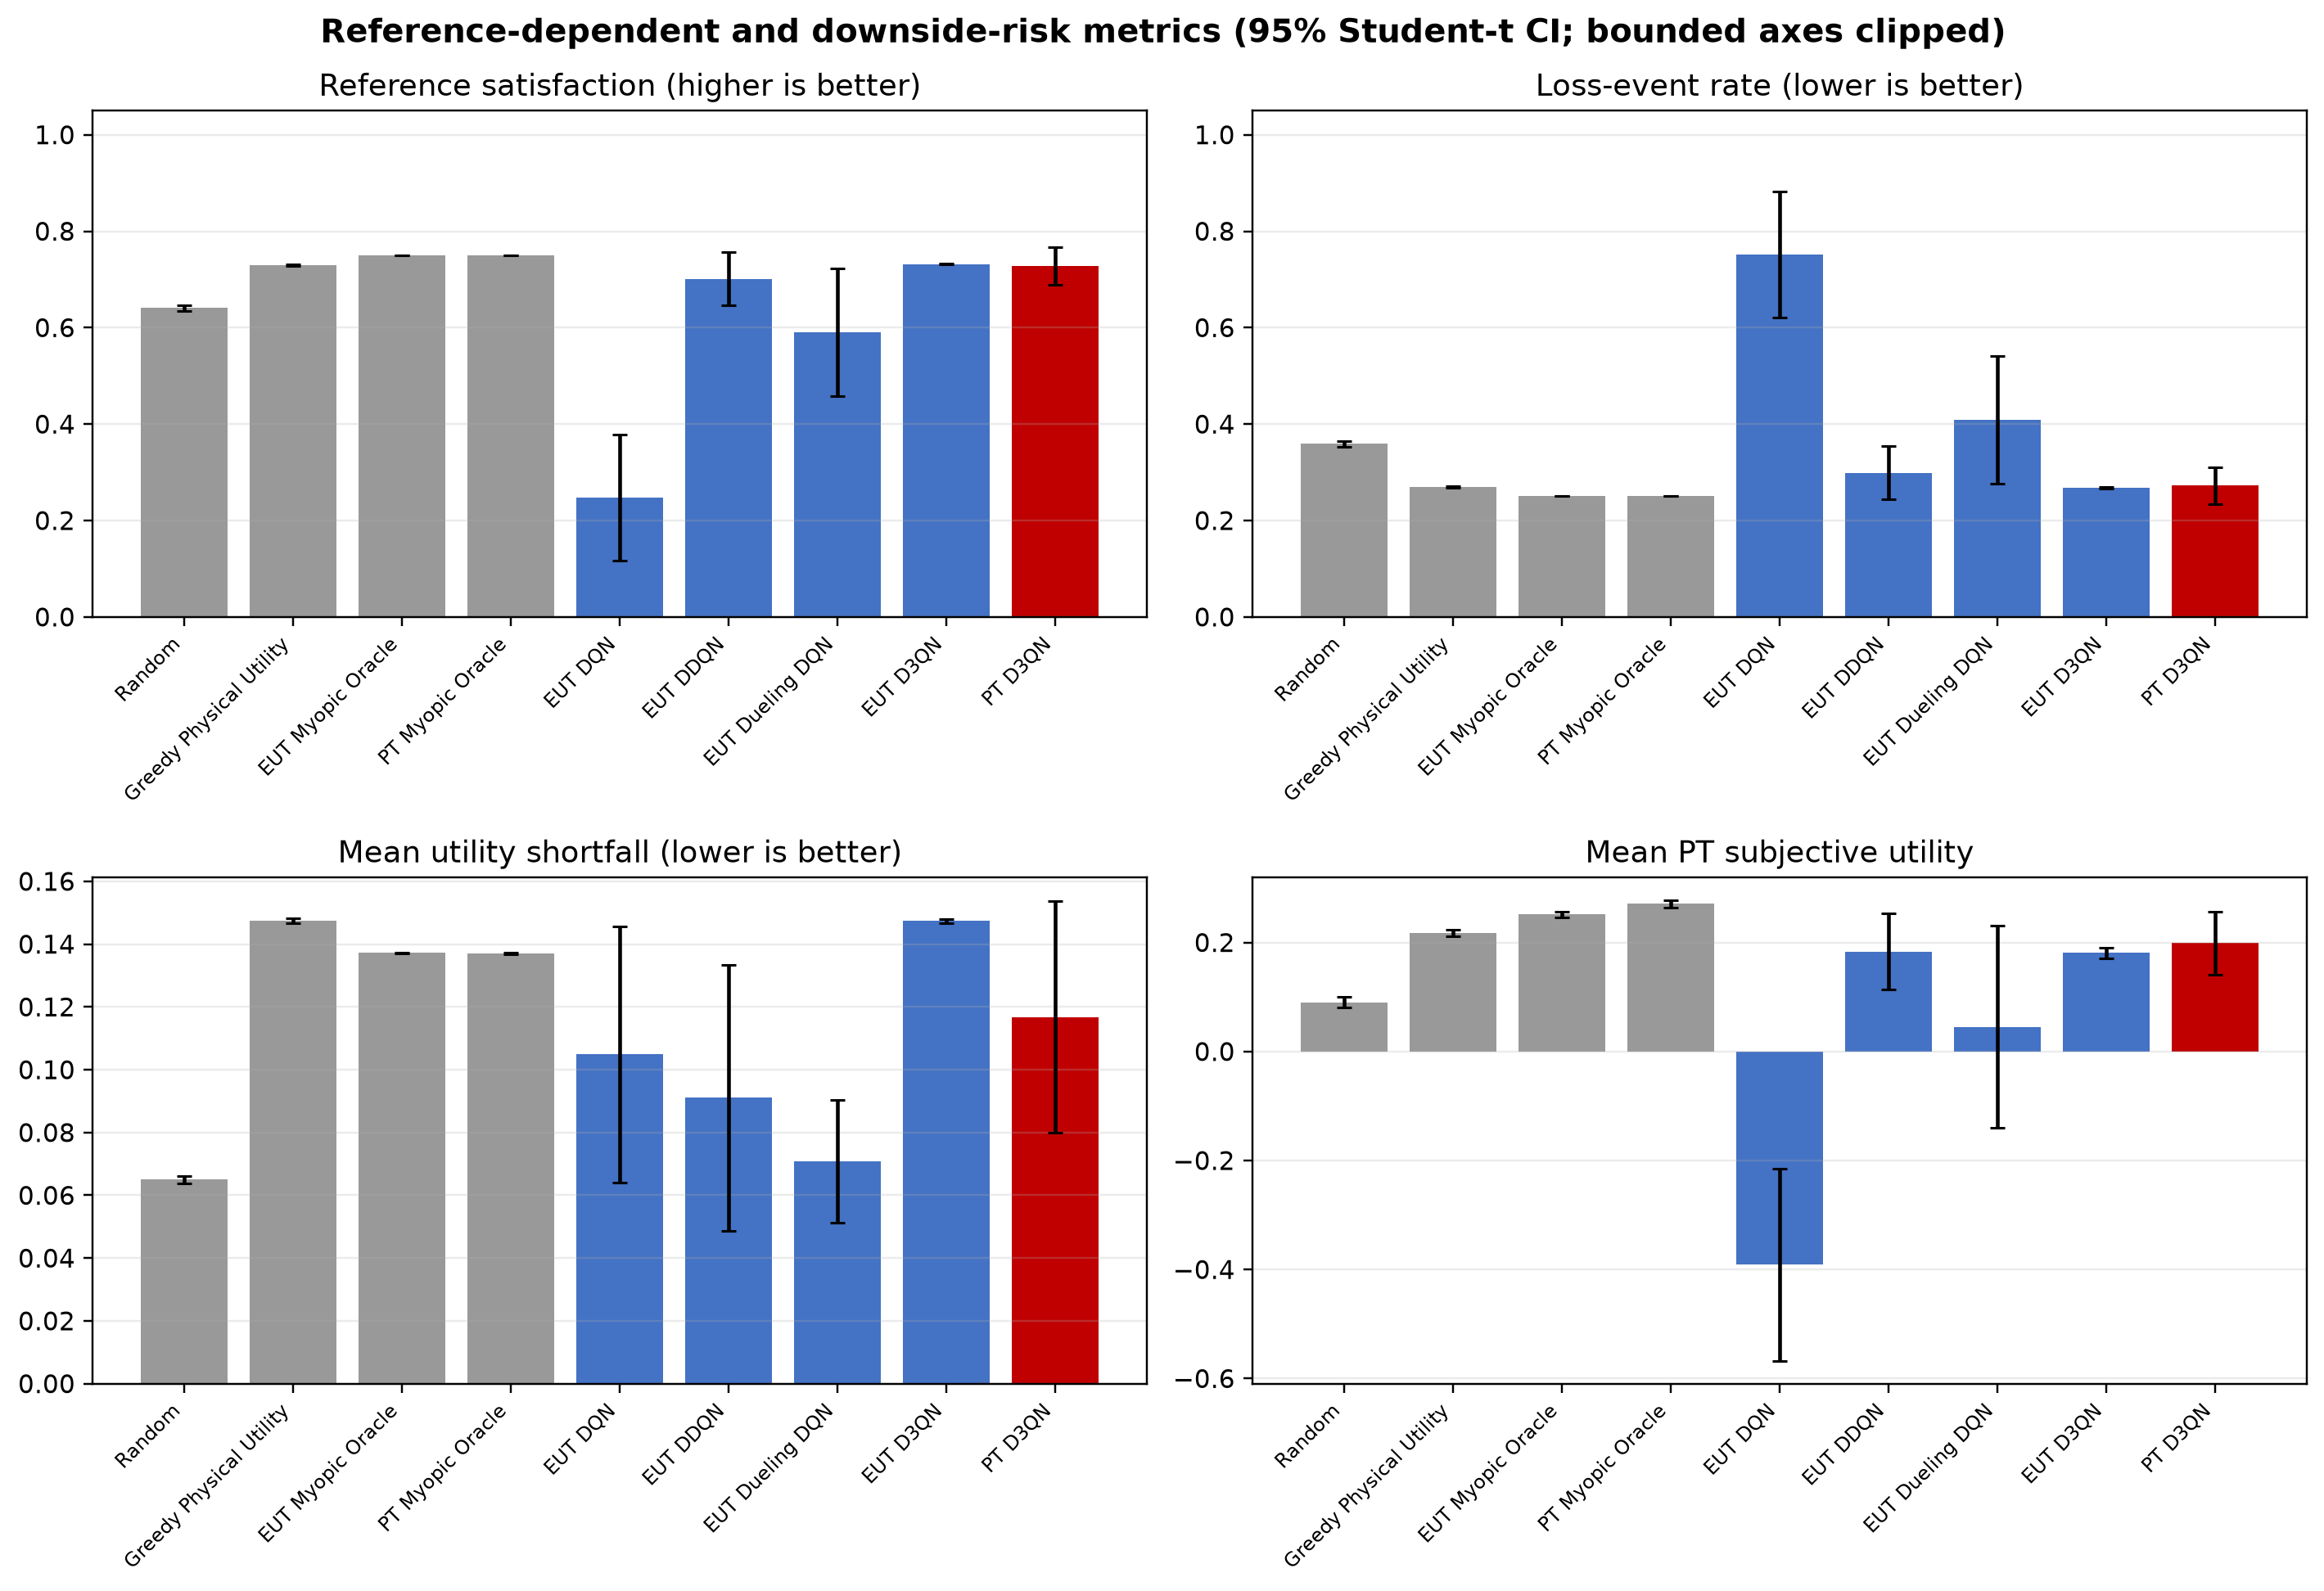 Reference-dependent and downside-risk metrics (95% Student-t CI; bounded axes clipped)
Reference satisfaction (higher is better)
1.0
0.8
0.6
0.4
0.2
0.0
Random
Greedy Physical Utility
EUT Myopic Oracle
PT Myopic Oracle
EUT DQN
EUT DDQN
EUT Dueling DQN
EUT D3QN
PT D3QN
Loss-event rate (lower is better)
1.0
0.8
0.6
0.4
0.2
0.0
Random
Greedy Physical Utility
EUT Myopic Oracle
PT Myopic Oracle
EUT DQN
EUT DDQN
EUT Dueling DQN
EUT D3QN
PT D3QN
Mean utility shortfall (lower is better)
0.16
0.14
0.12
0.10
0.08
0.06
0.04
0.02
0.00
Random
Greedy Physical Utility
EUT Myopic Oracle
PT Myopic Oracle
EUT DQN
EUT DDQN
EUT Dueling DQN
EUT D3QN
PT D3QN
Mean PT subjective utility
0.2
0.0
−0.2
−0.4
−0.6
Random
Greedy Physical Utility
EUT Myopic Oracle
PT Myopic Oracle
EUT DQN
EUT DDQN
EUT Dueling DQN
EUT D3QN
PT D3QN